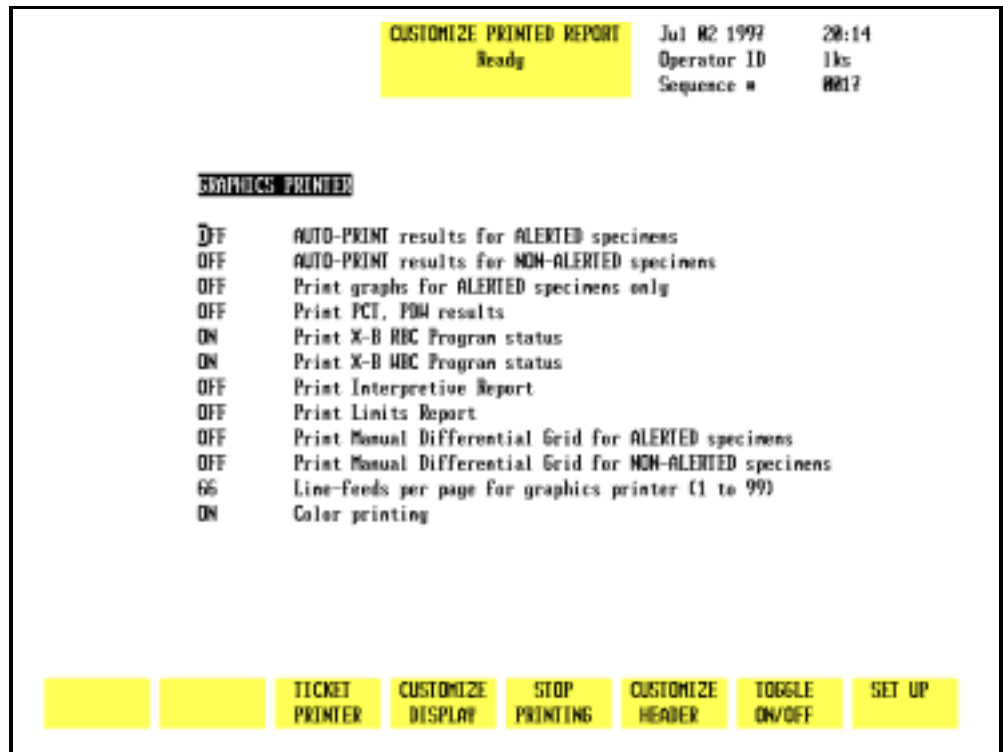 CUSTOMIZE PRINTED REPORT
Ready
Jul 02 1997 20:14
Operator ID lks
Sequence # 0017
GRAPHICS PRINTER
OFF AUTO-PRINT results for ALERTED specimens
OFF AUTO-PRINT results for NON-ALERTED specimens
OFF Print graphs for ALERTED specimens only
OFF Print PCT, PDW results
ON Print X-B RBC Program status
ON Print X-B WBC Program status
OFF Print Interpretive Report
OFF Print Limits Report
OFF Print Manual Differential Grid for ALERTED specimens
OFF Print Manual Differential Grid for NON-ALERTED specimens
66 Line-feeds per page for graphics printer (1 to 99)
ON Color printing
TICKET PRINTER
CUSTOMIZE DISPLAY
STOP PRINTING
CUSTOMIZE HEADER
TOGGLE ON/OFF
SET UP